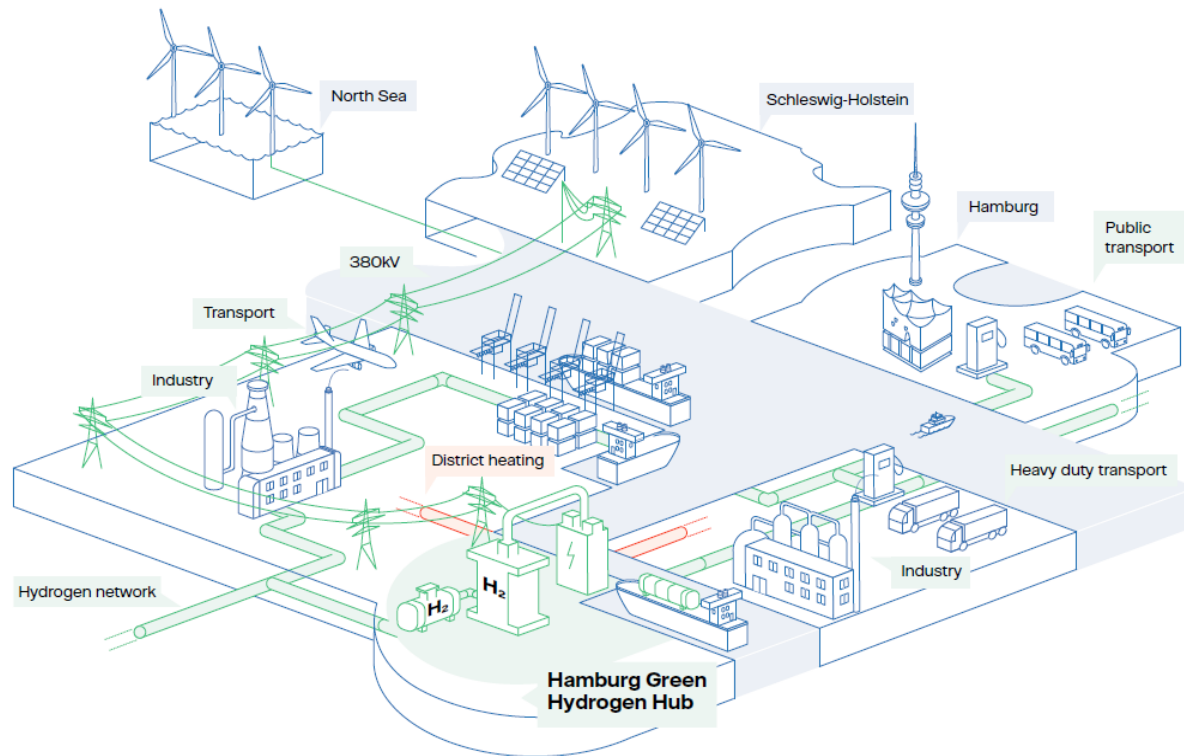 North Sea
Schleswig-Holstein
Hamburg
Public
transport
380kV
Transport
Industry
District heating
Heavy duty transport
Industry
Hydrogen network
H₂
H₂
Hamburg Green
Hydrogen Hub